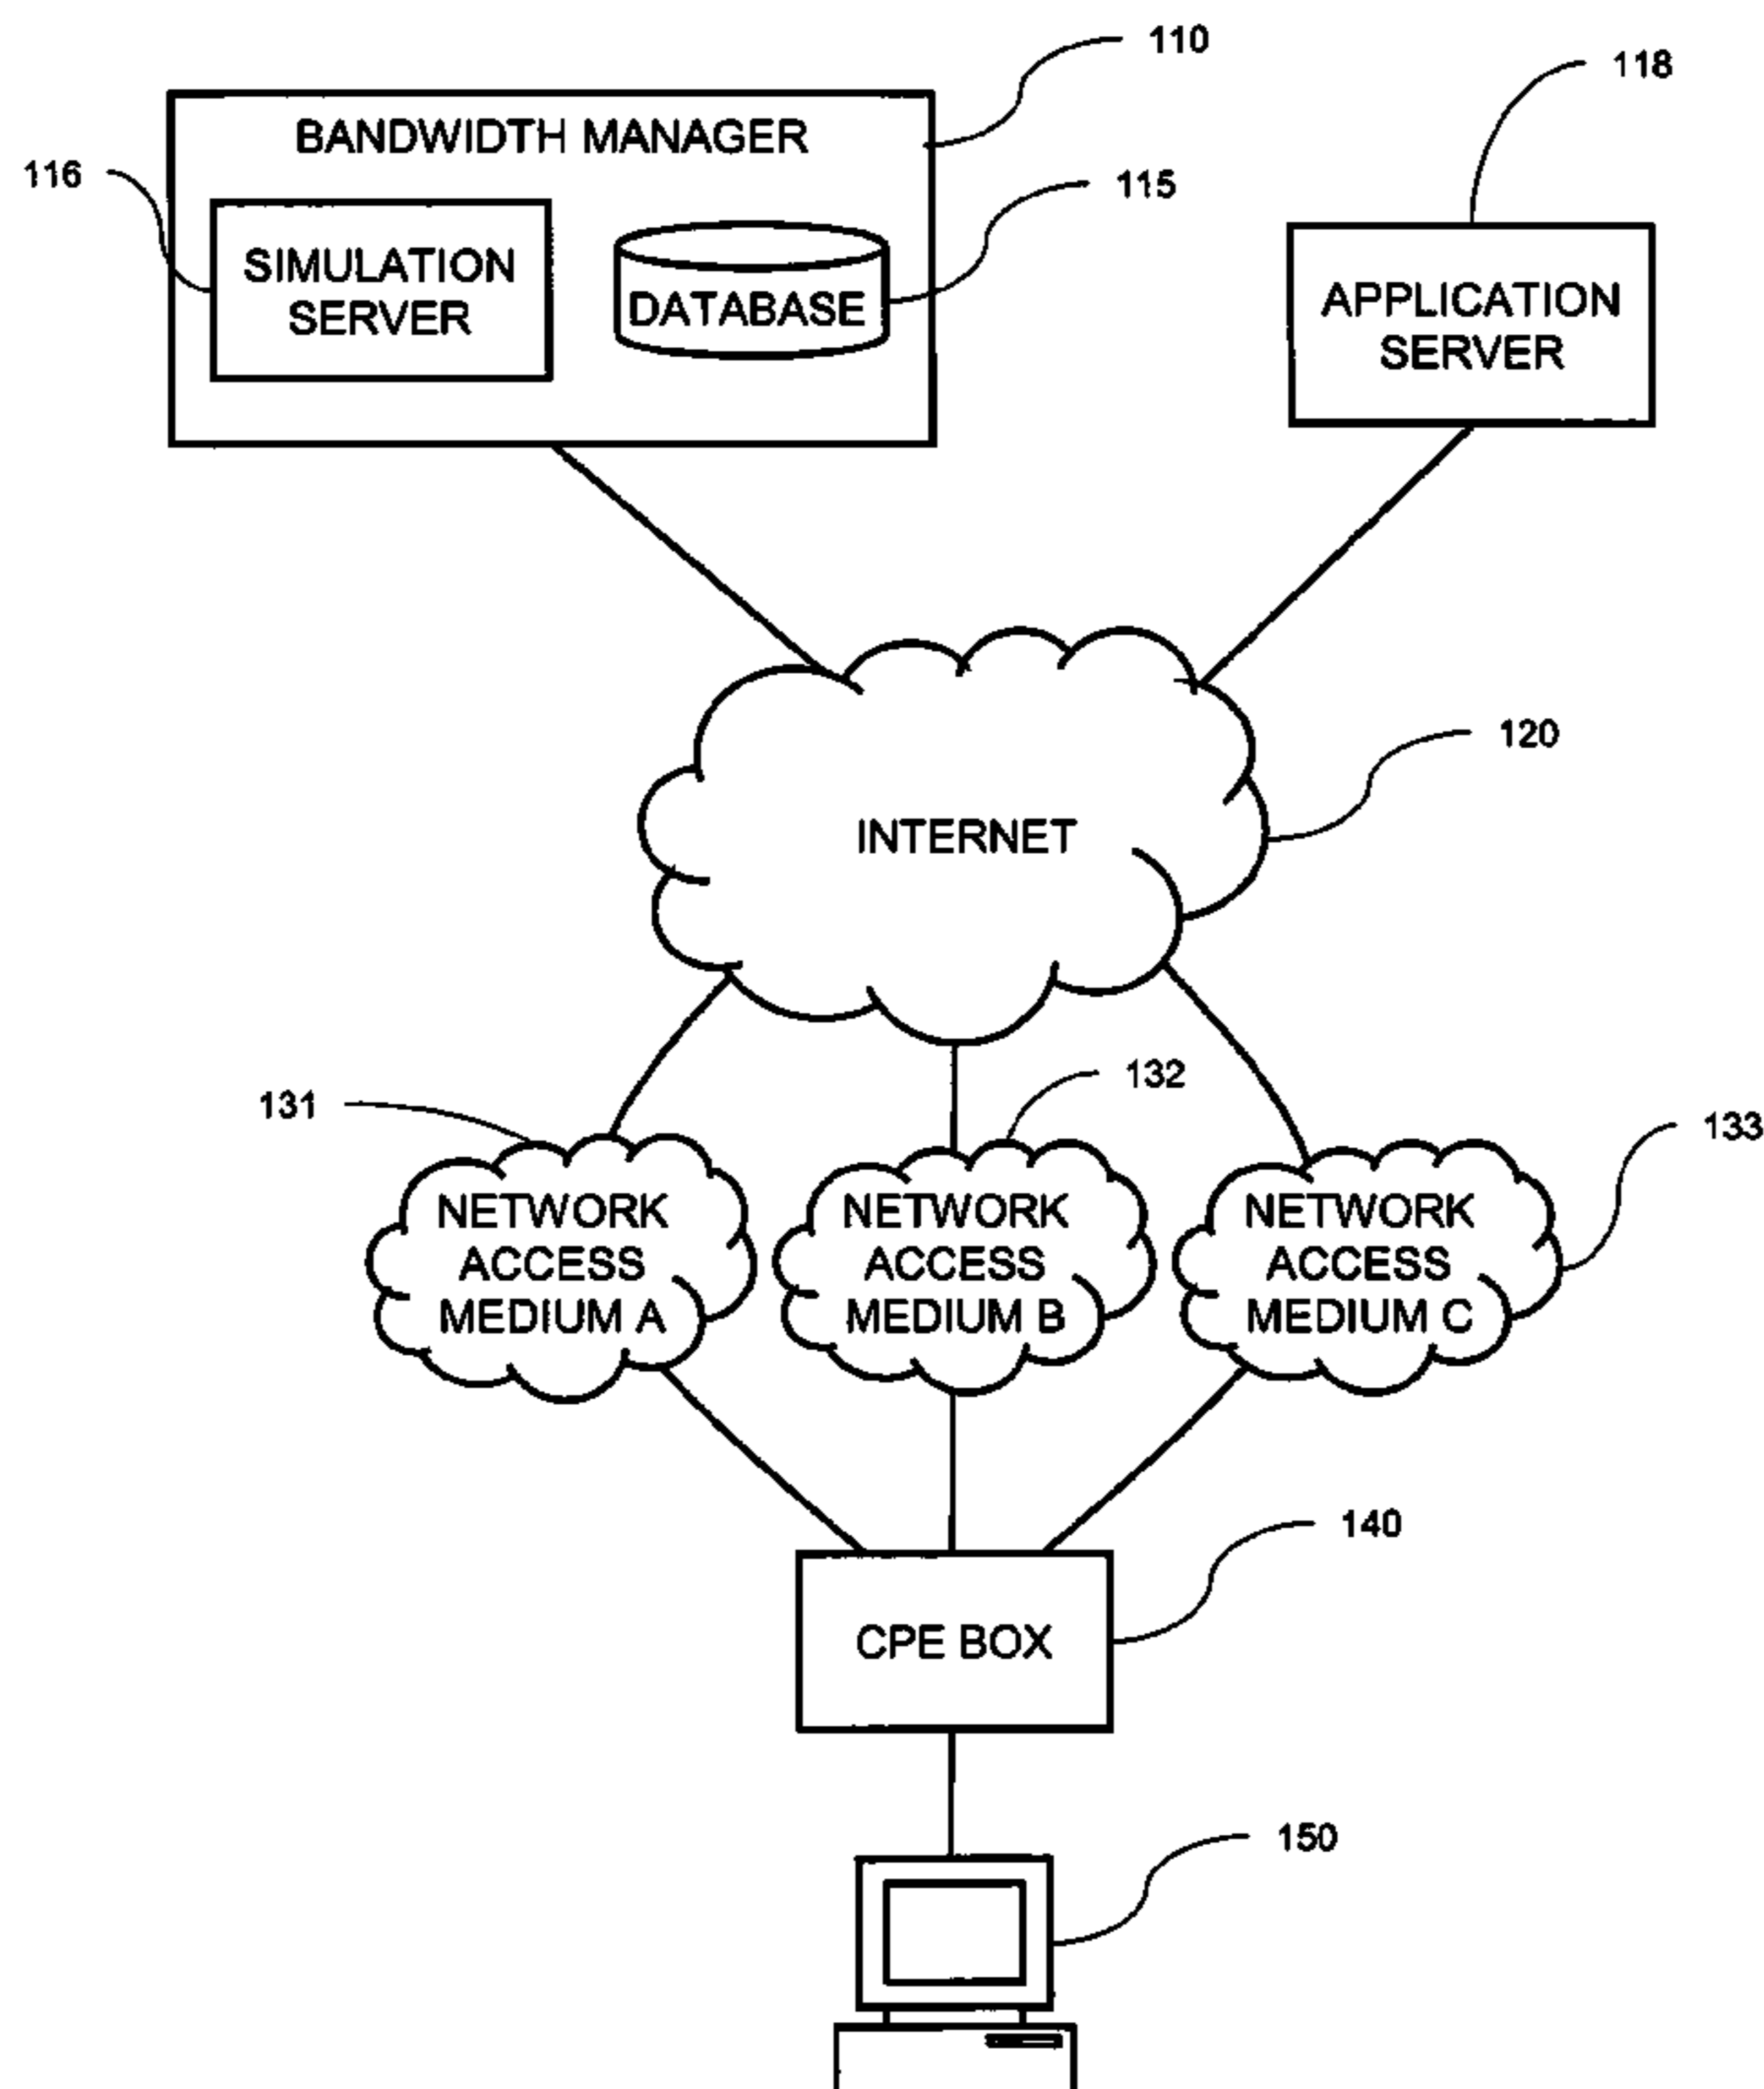 110
118
BANDWIDTH MANAGER
116
115
SIMULATION
SERVER
DATABASE
APPLICATION
SERVER
120
INTERNET
131
132
133
NETWORK
ACCESS
MEDIUM A
NETWORK
ACCESS
MEDIUM B
NETWORK
ACCESS
MEDIUM C
140
CPE BOX
150